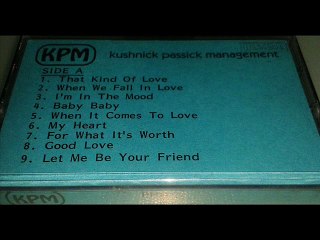 KPM kushnick passick management
SIDE A
1. That Kind Of Love
2. When We Fall In Love
3. I'm In The Mood
4. Baby Baby
5. When It Comes To Love
6. My Heart
7. For What It's Worth
8. Good Love
9. Let Me Be Your Friend
KPM